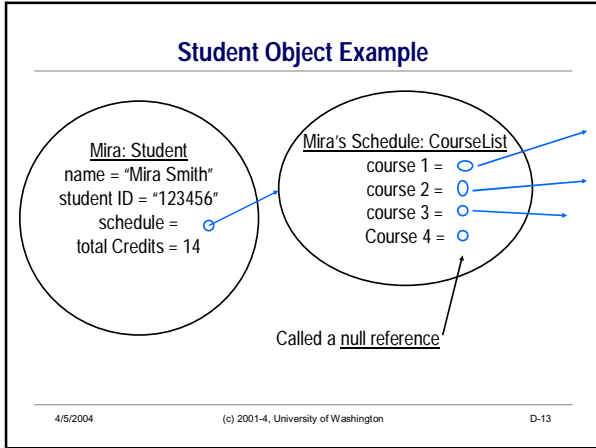 Student Object Example
Mira: Student
name = “Mira Smith”
student ID = “123456”
schedule =
total Credits = 14
Mira’s Schedule: CourseList
course 1 =
course 2 =
course 3 =
Course 4 =
Called a null reference
4/5/2004 (c) 2001-4, University of Washington D-13